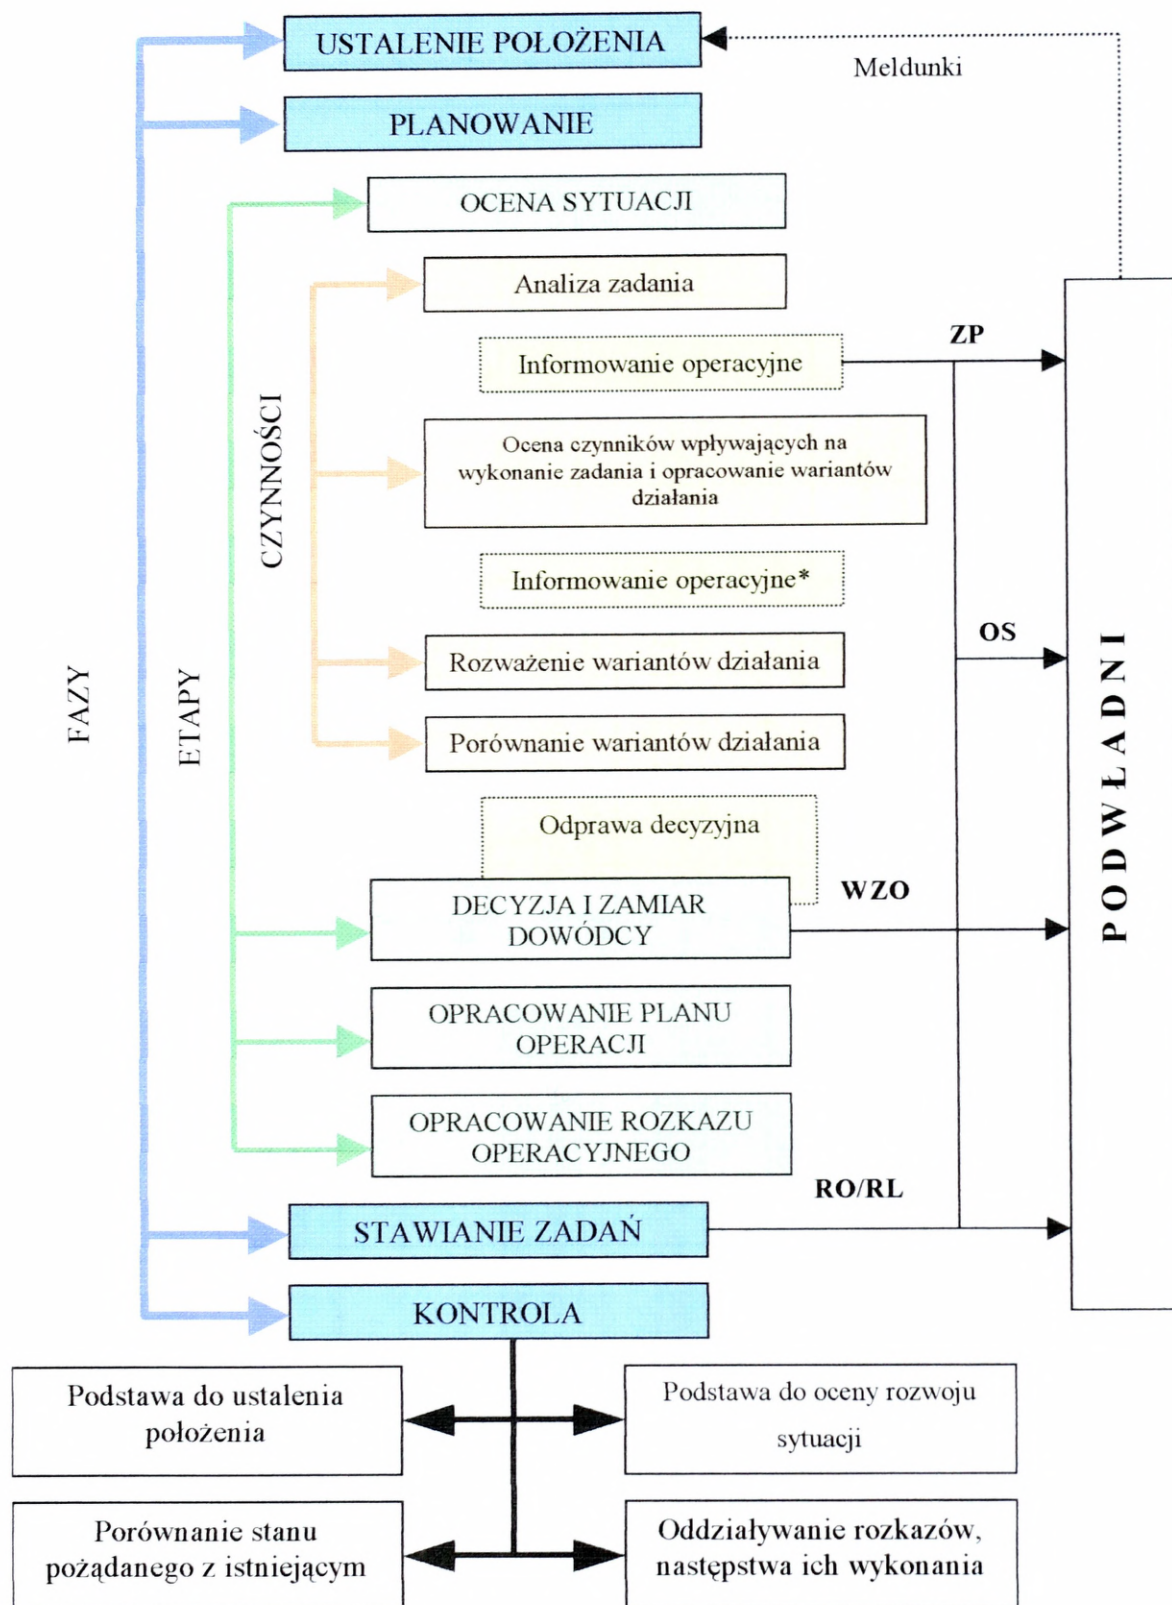 USTALENIE POŁOŻENIA
Meldunki
PLANOWANIE
OCENA SYTUACJI
Analiza zadania
ZP
Informowanie operacyjne
CZYNNOŚCI
Ocena czynników wpływających na
wykonanie zadania i opracowanie wariantów
działania
Informowanie operacyjne*
OS
FAZY
ETAPY
Rozważenie wariantów działania
PODWŁADNI
Porównanie wariantów działania
Odprawa decyzyjna
WZO
DECYZJA I ZAMIAR
DOWÓDCY
OPRACOWANIE PLANU
OPERACJI
OPRACOWANIE ROZKAZU
OPERACYJNEGO
RO/RL
STAWIANIE ZADAŃ
KONTROLA
Podstawa do ustalenia
położenia
Podstawa do oceny rozwoju
sytuacji
Porównanie stanu
pożądanego z istniejącym
Oddziaływanie rozkazów,
następstwa ich wykonania